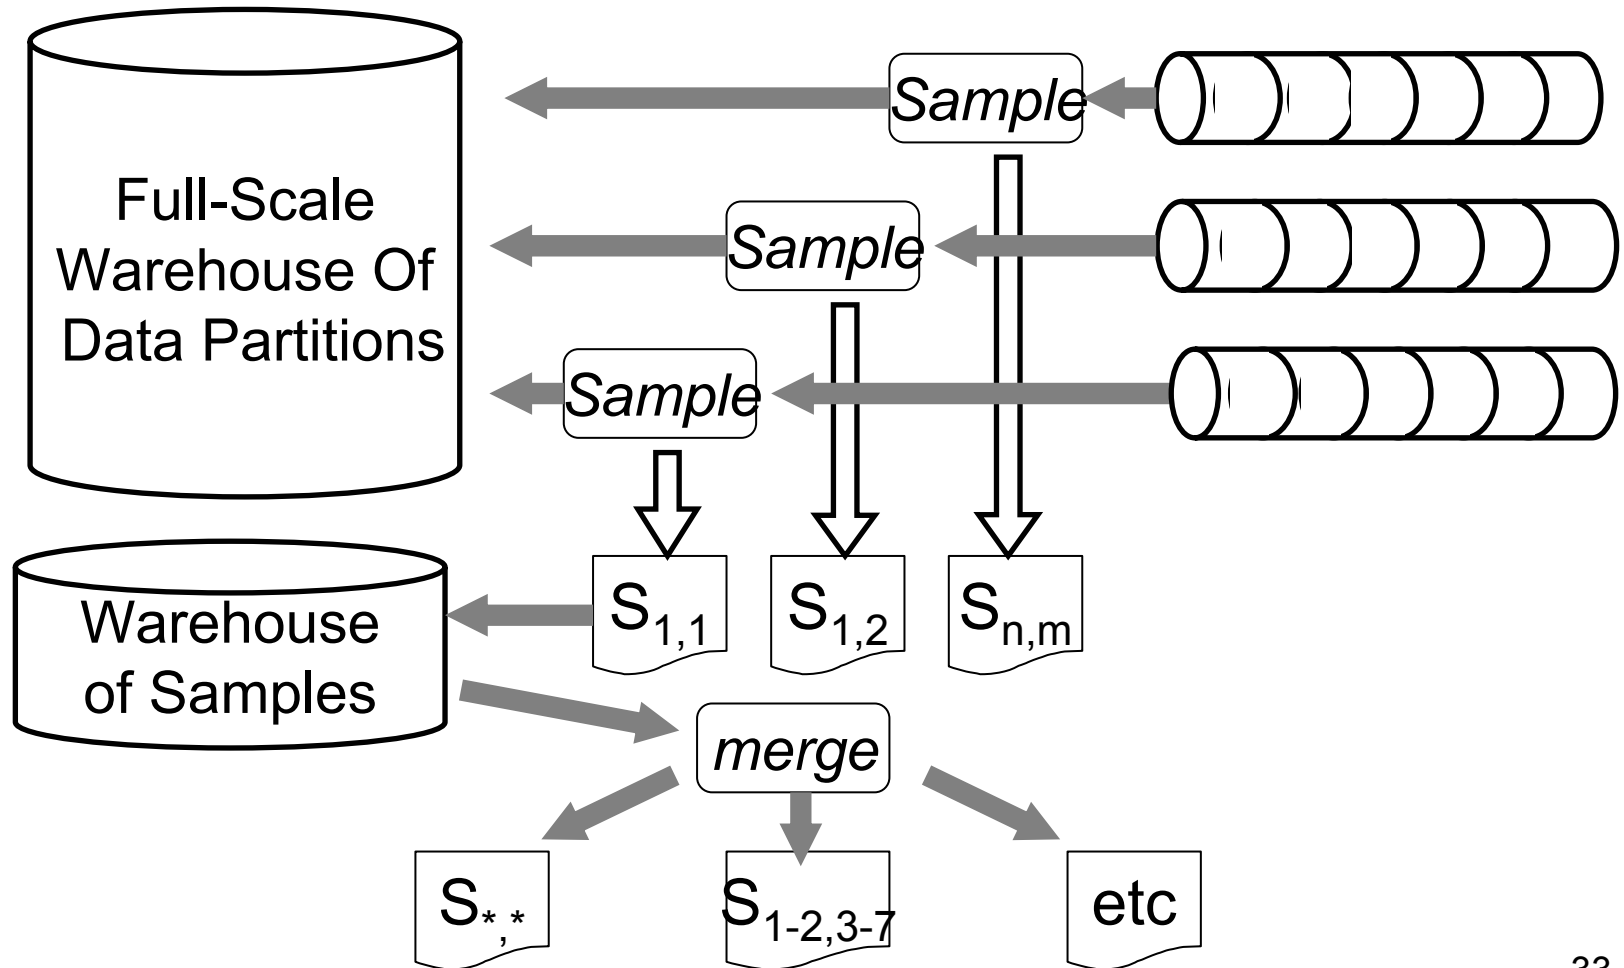 Sample
Full-Scale
Warehouse Of
Data Partitions
Sample
Sample
S1,1
S1,2
Sn,m
Warehouse
of Samples
merge
S*,*
S1-2,3-7
etc
33